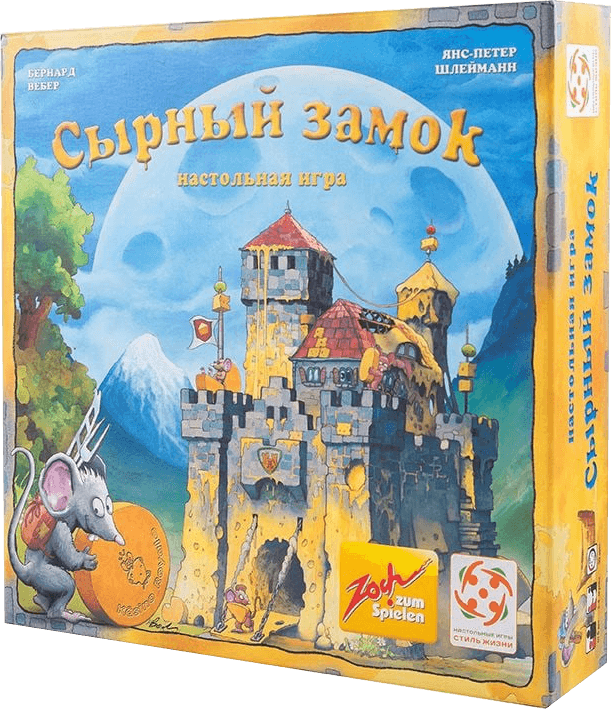 БЕРНАРД
ВЕБЕР
ЯНС-ПЕТЕР
ШЛЕЙМАНН
Сырный замок
настольная игра
Zoch
zum
Spielen
НАСТОЛЬНЫЕ ИГРЫ
СТИЛЬ ЖИЗНИ
Сырный замок
настольная игра